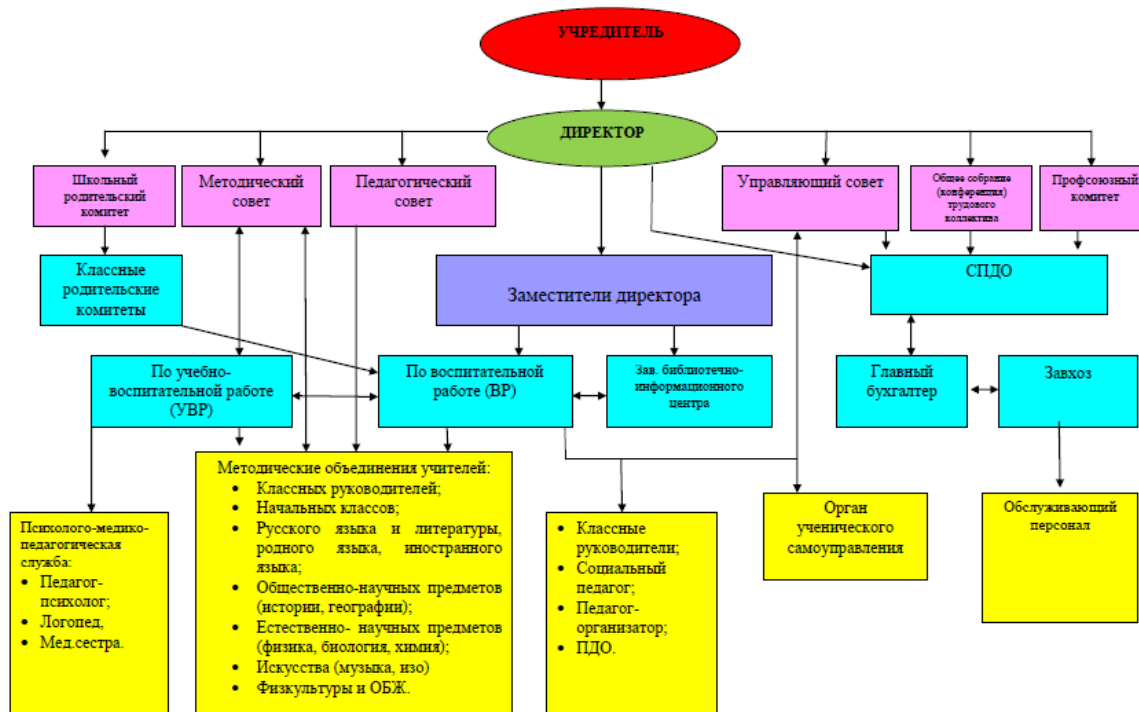 УЧРЕДИТЕЛЬ
ДИРЕКТОР
Школьный
родительский
комитет
Методический
совет
Педагогический
совет
Управляющий совет
Общее собрание
(конференция)
трудового
коллектива
Профсоюзный
комитет
Классные
родительские
комитеты
Заместители директора
СПДО
По учебно-
воспитательной
работе
(УВР)
По воспитательной
работе (ВР)
Зав. библиотечно-
информационного
центра
Главный
бухгалтер
Завхоз
Психолого-медико-
педагогическая
служба:
• Педагог-
психолог;
• Логопед,
• Мед.сестра.
Методические объединения учителей:
• Классных руководителей;
• Начальных классов;
• Русского языка и литературы,
родного языка, иностранного
языка;
• Общественно-научных предметов
(истории, географии);
• Естественно- научных предметов
(физика, биология, химия);
• Искусства (музыка, изо)
• Физкультуры и ОБЖ.
• Классные
руководители;
• Социальный
педагог;
• Педагог-
организатор;
• ПДО.
Орган
ученического
самоуправления
Обслуживающий
персонал